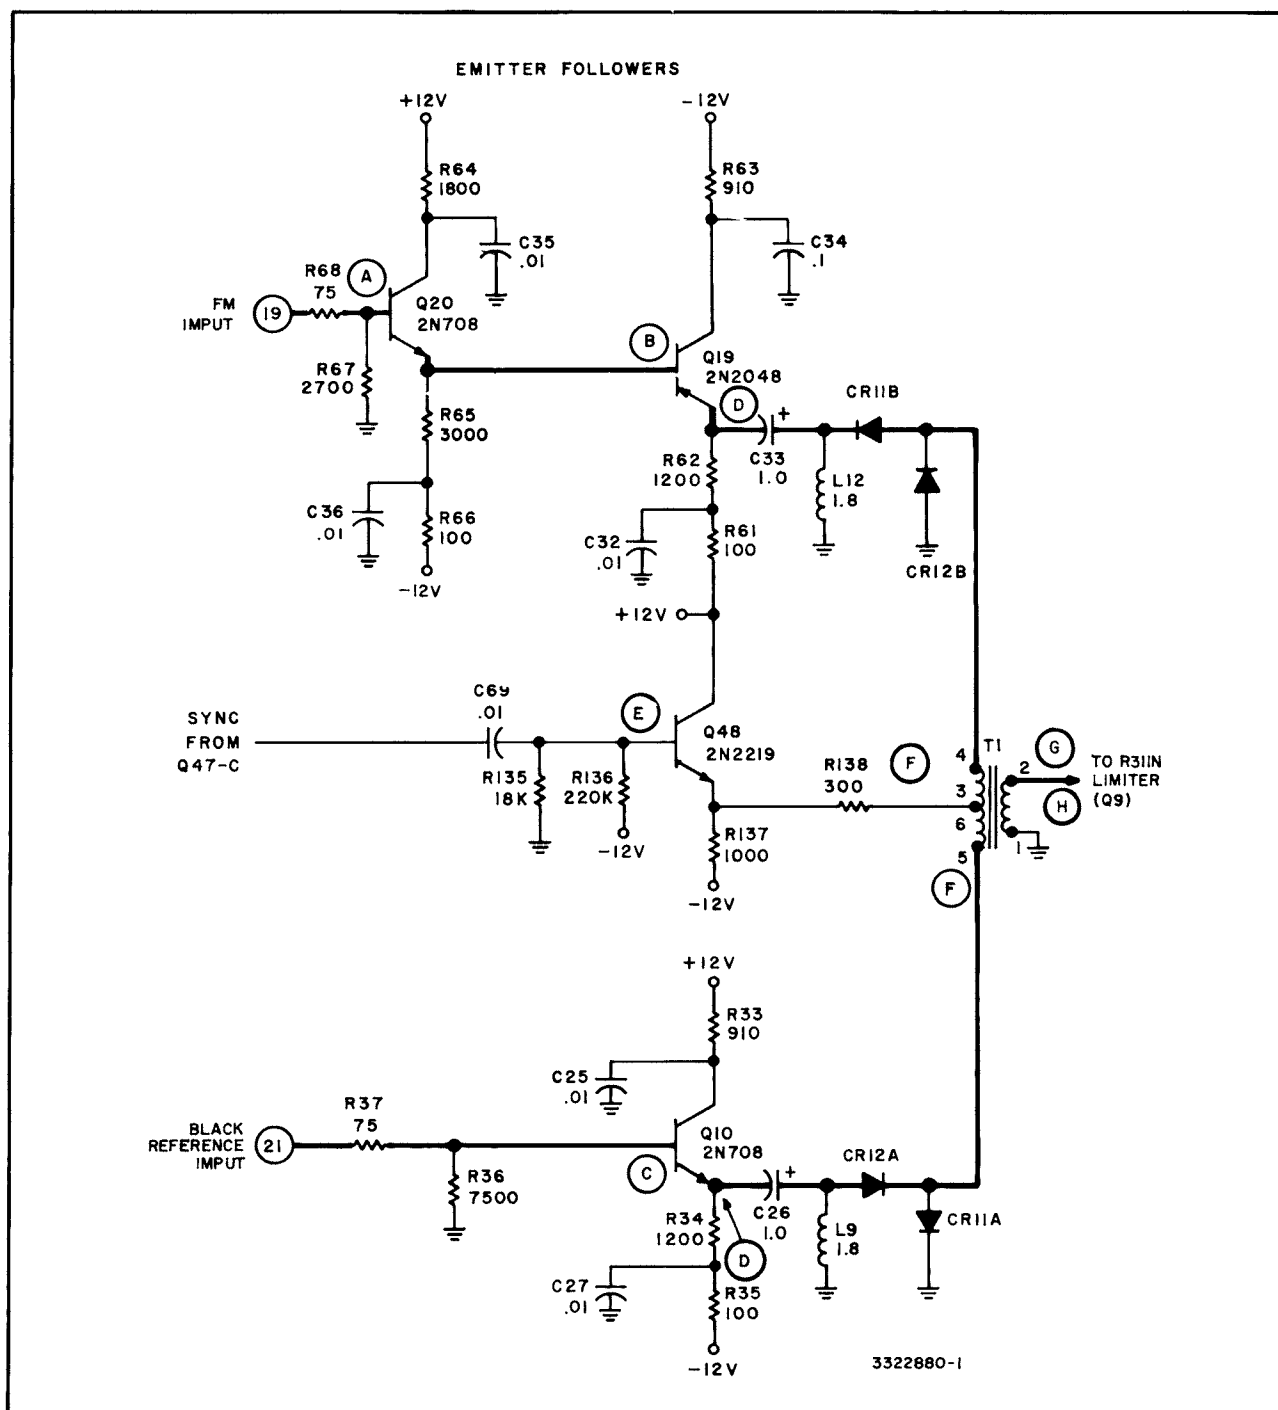 EMITTER FOLLOWERS
+12V
-12V
R64
1800
R63
910
C35
.01
C34
.1
R68
75
A
FM
IMPUT
19
Q20
2N708
B
Q19
2N2048
R67
2700
CR11B
D
+
R65
3000
R62
1200
C33
1.0
L12
1.8
C36
.01
R66
100
C32
.01
R61
100
CR12B
-12V
+12V
C69
.01
SYNC
FROM
Q47-C
E
Q48
2N2219
R135
18K
R136
220K
-12V
R138
300
F
4
3
6
5
T1
2
1
G
H
TO R311N
LIMITER
(Q9)
R137
1000
-12V
F
+12V
R33
910
C25
.01
R37
75
BLACK
REFERENCE
IMPUT
21
Q10
2N708
R36
7500
C
CR12A
+
C26
1.0
R34
1200
D
L9
1.8
CR11A
C27
.01
R35
100
-12V
3322880-1